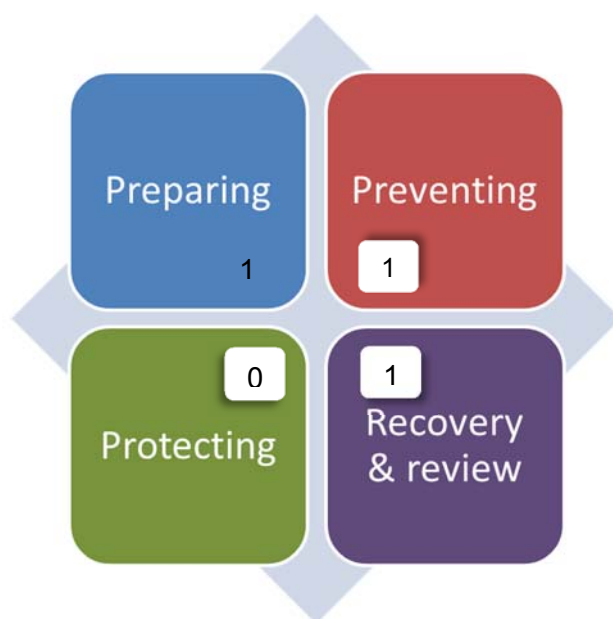 Preparing
1
Preventing
1
0
Protecting
1
Recovery
& review